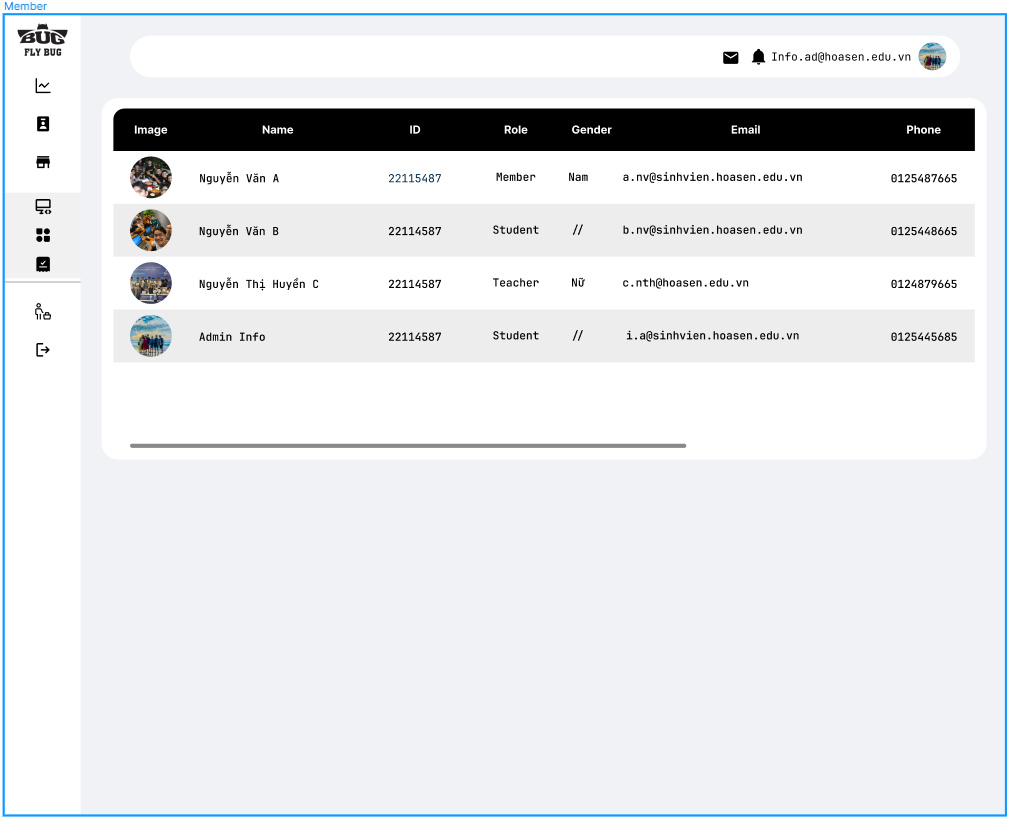 Member
BUG
FLY BUG
Info.ad@hoasen.edu.vn
Image Name ID Role Gender Email Phone
Nguyễn Văn A 22115487 Member Nam a.nv@sinhvien.hoasen.edu.vn 0125487665
Nguyễn Văn B 22114587 Student // b.nv@sinhvien.hoasen.edu.vn 0125448665
Nguyễn Thị Huyền C 22114587 Teacher Nữ c.nth@hoasen.edu.vn 0124879665
Admin Info 22114587 Student // i.a@sinhvien.hoasen.edu.vn 0125445685